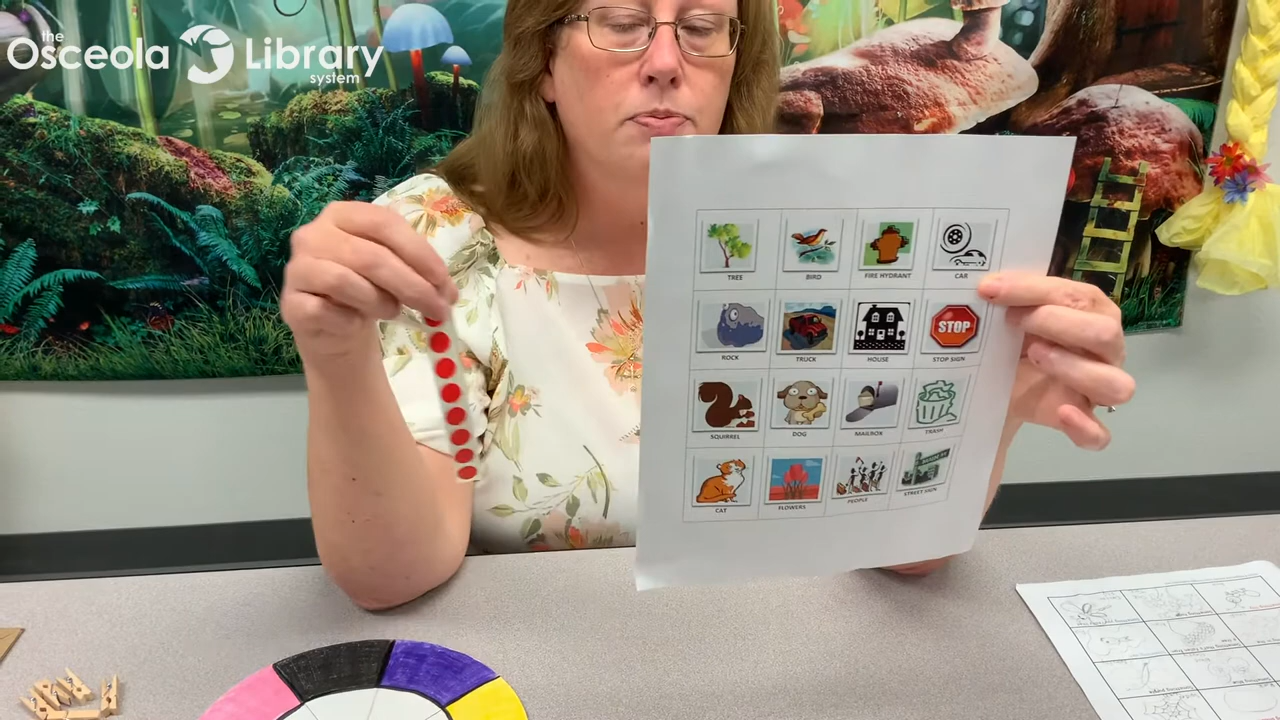 the
Osceola Library
system
TREE BIRD FIRE HYDRANT CAR
ROCK TRUCK HOUSE STOP SIGN
STOP
SQUIRREL DOG MAILBOX TRASH
CAT FLOWERS PEOPLE STREET SIGN